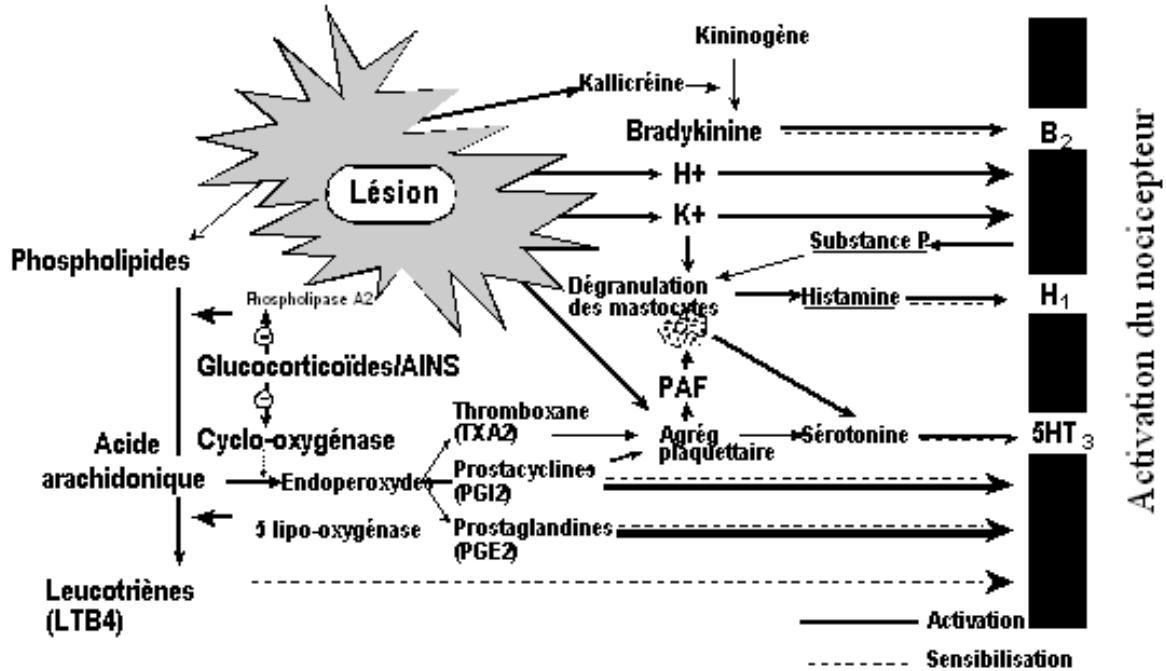 Kininogène
Kallicréine
Bradykinine
B2
Lésion
H+
K+
Substance P
Phospholipides
Dégranulation
des mastocytes
Histamine
H1
Phospholipase A2
Glucocorticoïdes/AINS
PAF
Thromboxane
(TXA2)
Cyclo-oxygénase
Agrég
plaquettaire
Sérotonine
5HT3
Acide
arachidonique
Endoperoxyde
Prostacyclines
(PGI2)
5 lipo-oxygénase
Prostaglandines
(PGE2)
Leucotriènes
(LTB4)
Activation
Sensibilisation
Activation du nocicepteur